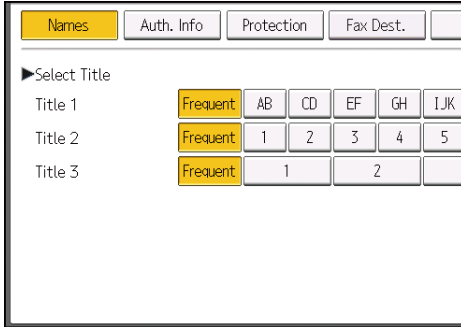 Names Auth. Info Protection Fax Dest.
▶Select Title
Title 1 Frequent AB CD EF GH IJK
Title 2 Frequent 1 2 3 4 5
Title 3 Frequent 1 2